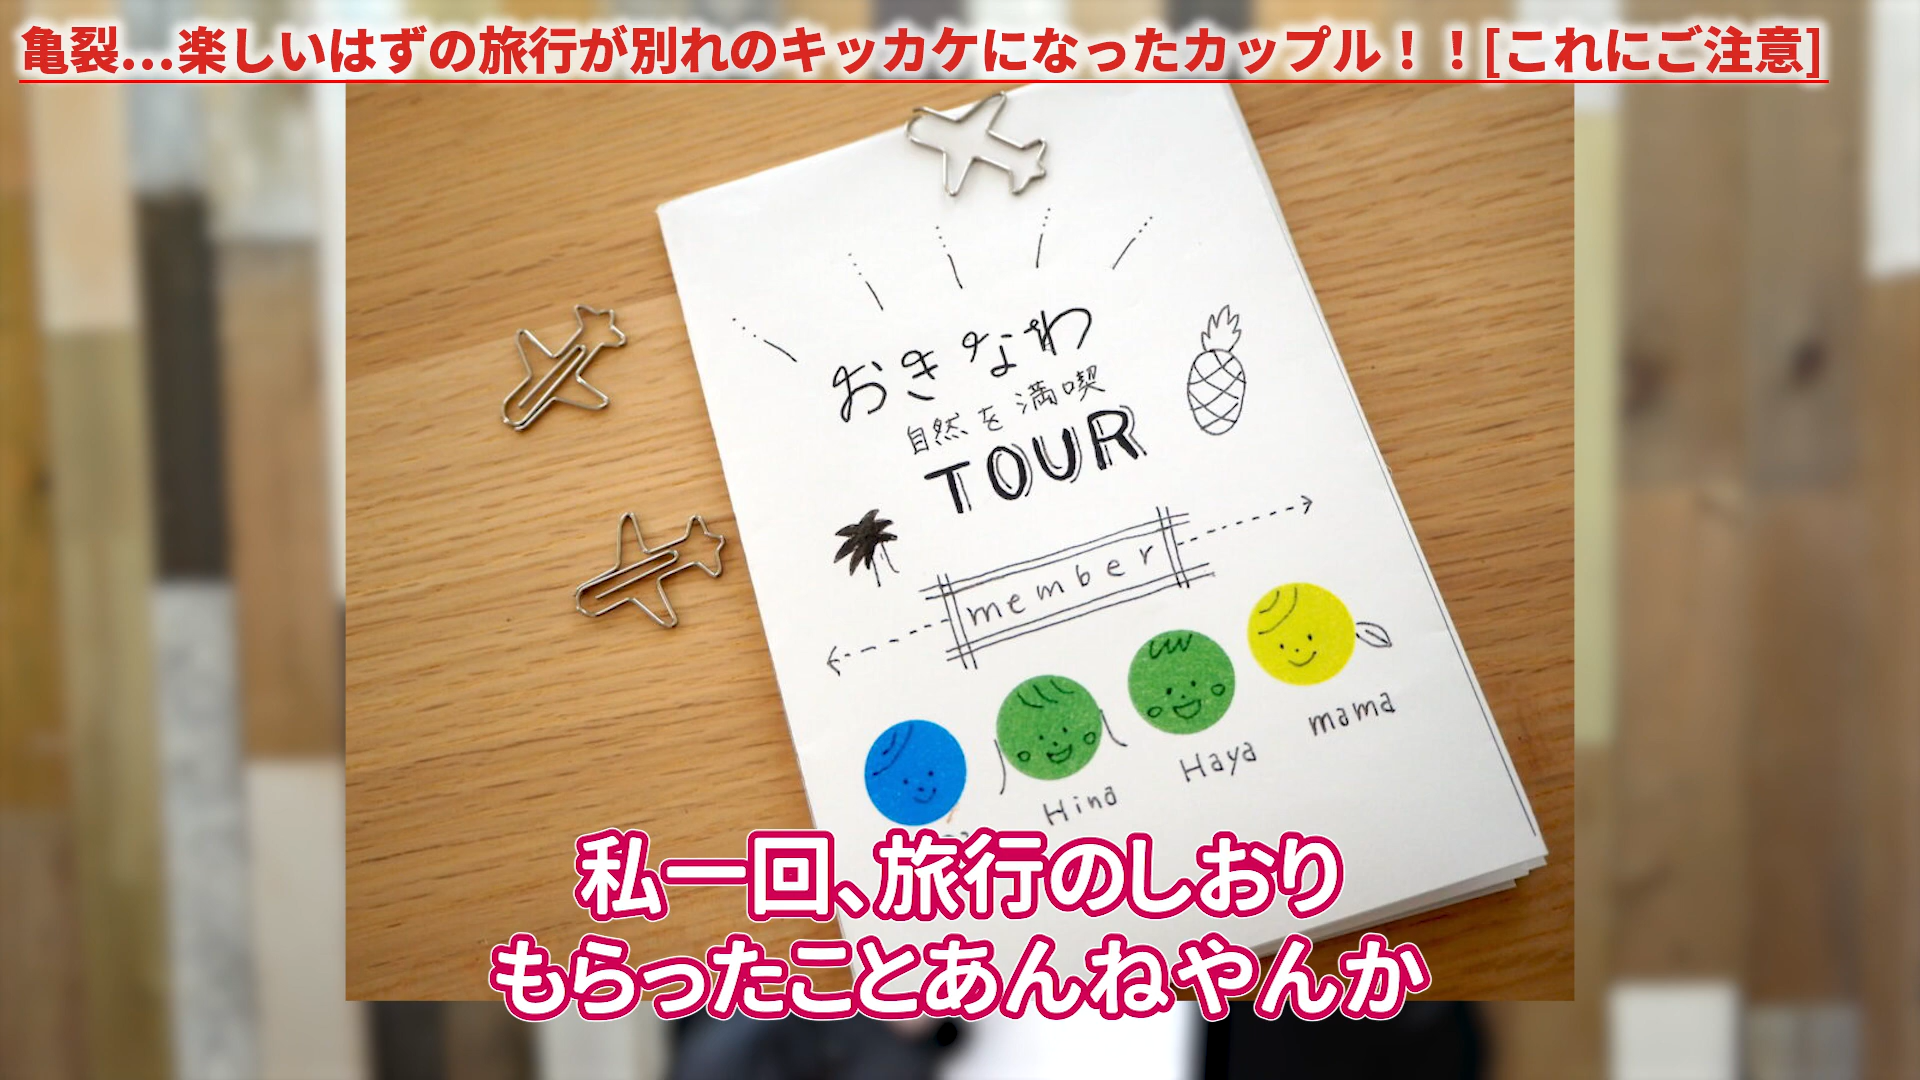 亀裂...楽しいはずの旅行が別れのキッカケになったカップル！！[これにご注意]
おきなわ
自然を満喫
TOUR
member
mama
Haya
Hina
私一回、旅行のしおり
もらったことあんねやんか